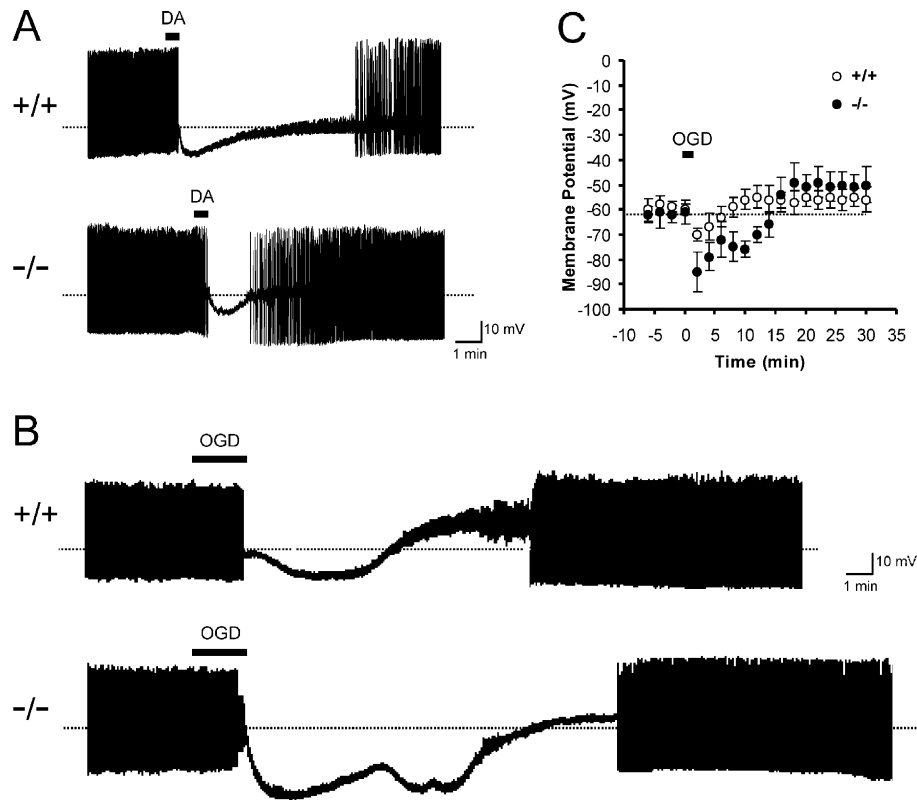 A
DA
+/+
DA
-/-
10 mV
1 min
C
0
-10
-20
-30
-40
-50
-60
-70
-80
-90
-100
Membrane Potential (mV)
+/+
-/-
OGD
-10 -5 0 5 10 15 20 25 30 35
Time (min)
B
OGD
+/+
10 mV
1 min
OGD
-/-